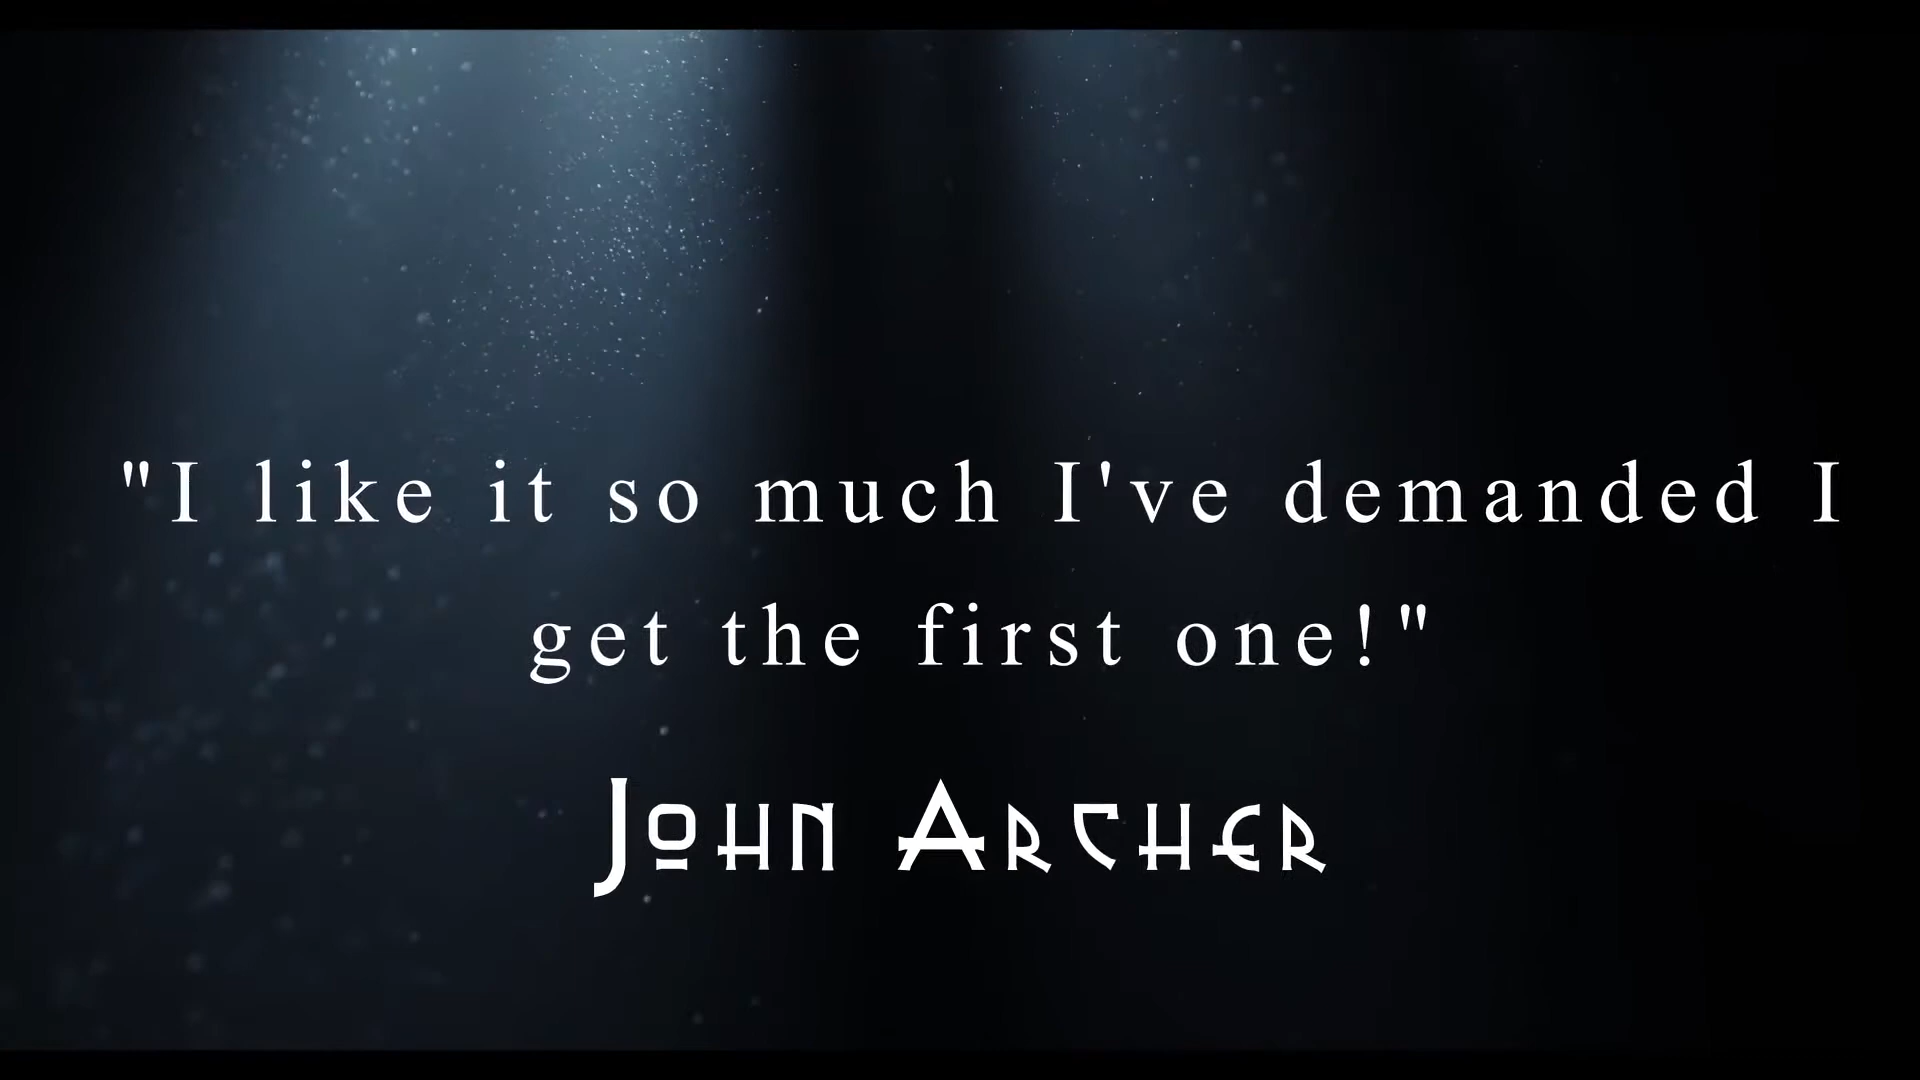 "I like it so much I've demanded I
get the first one!"
John Archer